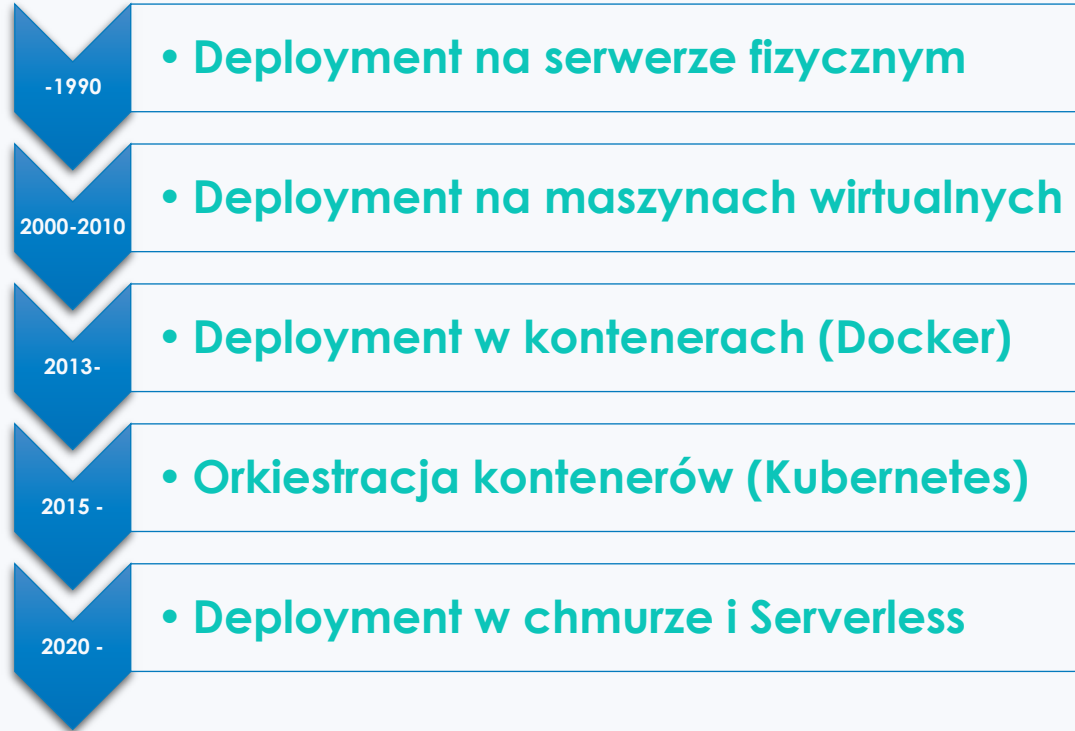 -1990
• Deployment na serwerze fizycznym
2000-2010
• Deployment na maszynach wirtualnych
2013-
• Deployment w kontenerach (Docker)
2015 -
• Orkiestracja kontenerów (Kubernetes)
2020 -
• Deployment w chmurze i Serverless